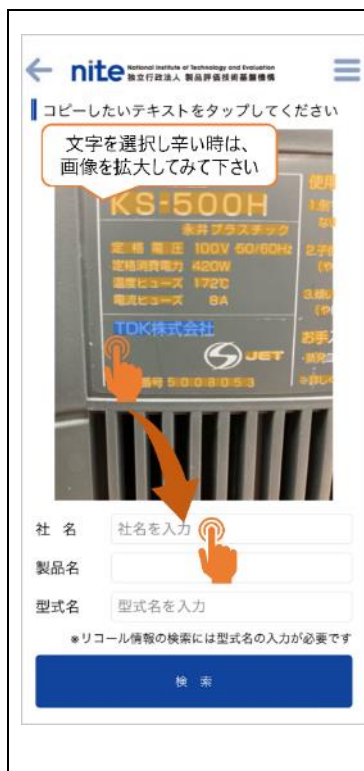 nite National Institute of Technology and Evaluation
独立行政法人 製品評価技術基盤機構
コピーしたいテキストをタップしてください
文字を選択し辛い時は、
画像を拡大してみて下さい
KS-500H
永井プラスチック
定格電圧 100V 50/60Hz
定格消費電力 420W
温度ヒューズ 172℃
電流ヒューズ 8A
TDK株式会社
S JET
番号 5008053
社 名
社名を入力
製品名
型式名
型式名を入力
※リコール情報の検索には型式名の入力が必要です
検 索